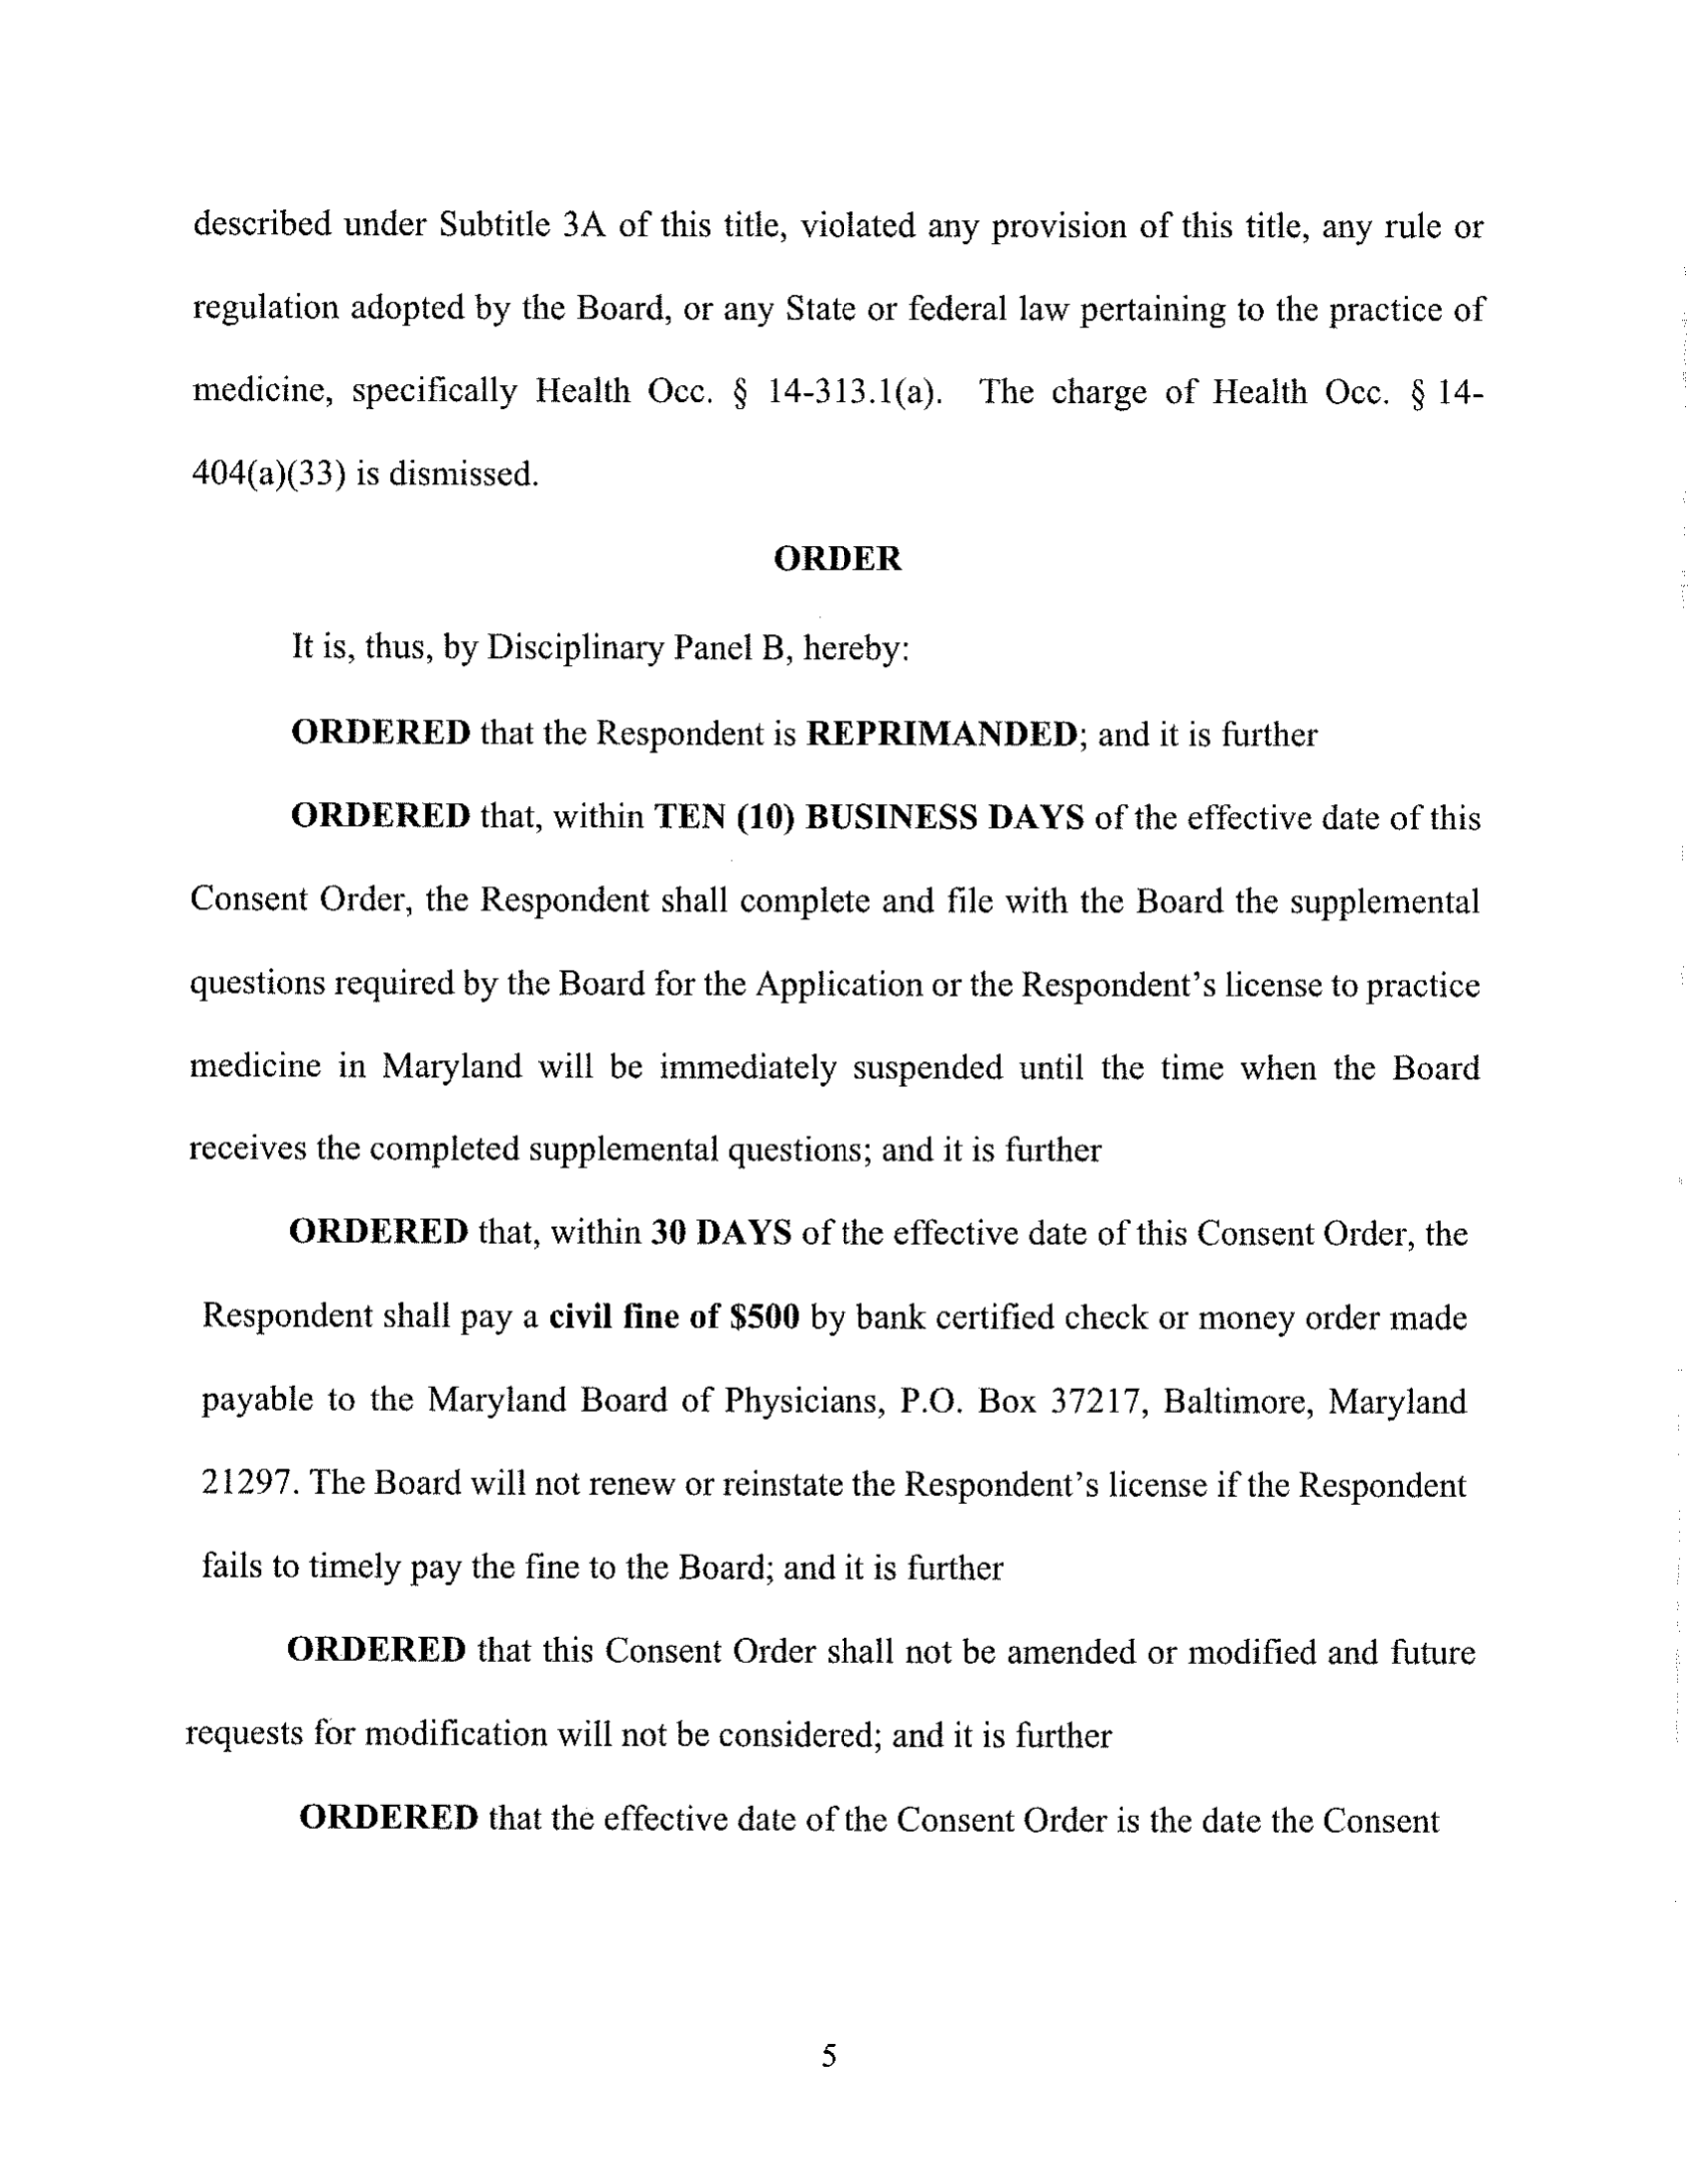 described under Subtitle 3A of this title, violated any provision of this title, any rule or
regulation adopted by the Board, or any State or federal law pertaining to the practice of
medicine, specifically Health Occ. § 14-313.1(a). The charge of Health Occ. § 14-
404(a)(33) is dismissed.
ORDER
It is, thus, by Disciplinary Panel B, hereby:
ORDERED that the Respondent is REPRIMANDED; and it is further
ORDERED that, within TEN (10) BUSINESS DAYS of the effective date of this
Consent Order, the Respondent shall complete and file with the Board the supplemental
questions required by the Board for the Application or the Respondent's license to practice
medicine in Maryland will be immediately suspended until the time when the Board
receives the completed supplemental questions; and it is further
ORDERED that, within 30 DAYS of the effective date of this Consent Order, the
Respondent shall pay a civil fine of $500 by bank certified check or money order made
payable to the Maryland Board of Physicians, P.O. Box 37217, Baltimore, Maryland
21297. The Board will not renew or reinstate the Respondent's license if the Respondent
fails to timely pay the fine to the Board; and it is further
ORDERED that this Consent Order shall not be amended or modified and future
requests for modification will not be considered; and it is further
ORDERED that the effective date of the Consent Order is the date the Consent
5